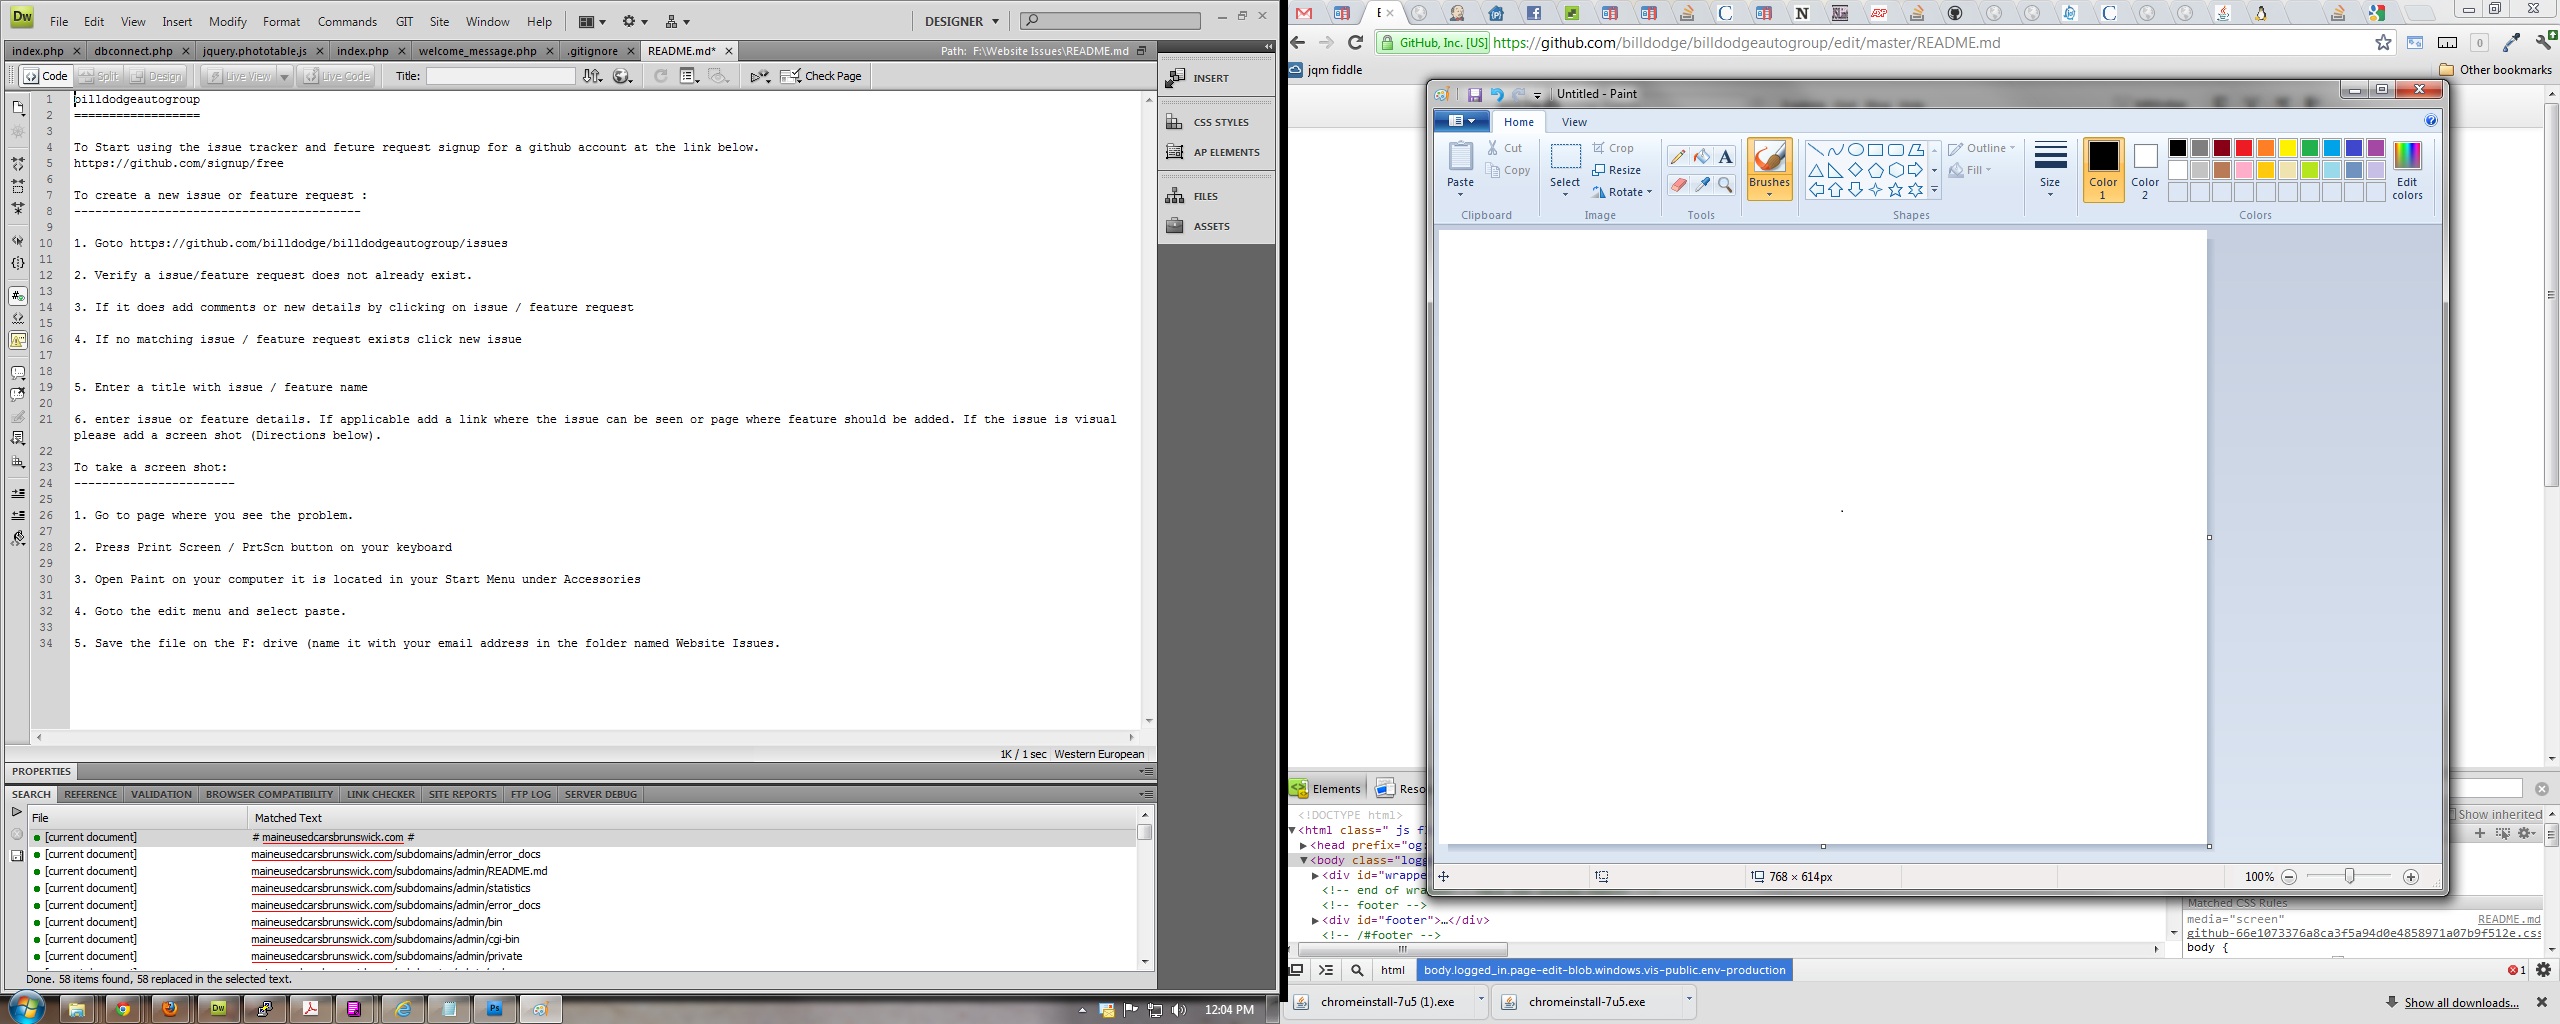 Dw File Edit View Insert Modify Format Commands GIT Site Window Help DESIGNER
index.php dbconnect.php jquery.phototable.js index.php welcome_message.php .gitignore README.md* Path: F:\Website Issues\README.md
Code Split Design Live View Live Code Title: Check Page
1 billdodgeautogroup
2 ==================
3
4 To Start using the issue tracker and feture request signup for a github account at the link below.
5 https://github.com/signup/free
6
7 To create a new issue or feature request :
8 -----------------------------------------
9
10 1. Goto https://github.com/billdodge/billdodgeautogroup/issues
11
12 2. Verify a issue/feature request does not already exist.
13
14 3. If it does add comments or new details by clicking on issue / feature request
15
16 4. If no matching issue / feature request exists click new issue
17
18
19 5. Enter a title with issue / feature name
20
21 6. enter issue or feature details. If applicable add a link where the issue can be seen or page where feature should be added. If the issue is visual
please add a screen shot (Directions below).
22
23 To take a screen shot:
24 -----------------------
25
26 1. Go to page where you see the problem.
27
28 2. Press Print Screen / PrtScn button on your keyboard
29
30 3. Open Paint on your computer it is located in your Start Menu under Accessories
31
32 4. Goto the edit menu and select paste.
33
34 5. Save the file on the F: drive (name it with your email address in the folder named Website Issues.
1K / 1 sec Western European
INSERT
CSS STYLES
AP ELEMENTS
FILES
ASSETS
PROPERTIES
SEARCH REFERENCE VALIDATION BROWSER COMPATIBILITY LINK CHECKER SITE REPORTS FTP LOG SERVER DEBUG
File Matched Text
[current document] # maineusedcarsbrunswick.com #
[current document] maineusedcarsbrunswick.com/subdomains/admin/error_docs
[current document] maineusedcarsbrunswick.com/subdomains/admin/README.md
[current document] maineusedcarsbrunswick.com/subdomains/admin/statistics
[current document] maineusedcarsbrunswick.com/subdomains/admin/error_docs
[current document] maineusedcarsbrunswick.com/subdomains/admin/bin
[current document] maineusedcarsbrunswick.com/subdomains/admin/cgi-bin
[current document] maineusedcarsbrunswick.com/subdomains/admin/private
Done. 58 items found, 58 replaced in the selected text.
Dw Ps 12:04 PM
GitHub, Inc. [US] https://github.com/billdodge/billdodgeautogroup/edit/master/README.md
jqm fiddle Other bookmarks
Untitled - Paint
Home View
Paste Cut Copy Select Crop Resize Rotate Brushes Outline Fill Size Color 1 Color 2 Edit colors
Clipboard Image Tools Shapes Colors
768 × 614px 100%
Elements Reso
<!DOCTYPE html>
<html class=" js f
<head prefix="og:
<body class="logg
<div id="wrappe
<!-- end of wra
<!-- footer -->
<div id="footer">…</div>
<!-- /#footer -->
Show inherited
Matched CSS Rules
media="screen" README.md
github-66e1073376a8ca3f5a94d0e4858971a07b9f512e.css
body {
html body.logged_in.page-edit-blob.windows.vis-public.env-production 1
chromeinstall-7u5 (1).exe chromeinstall-7u5.exe Show all downloads...